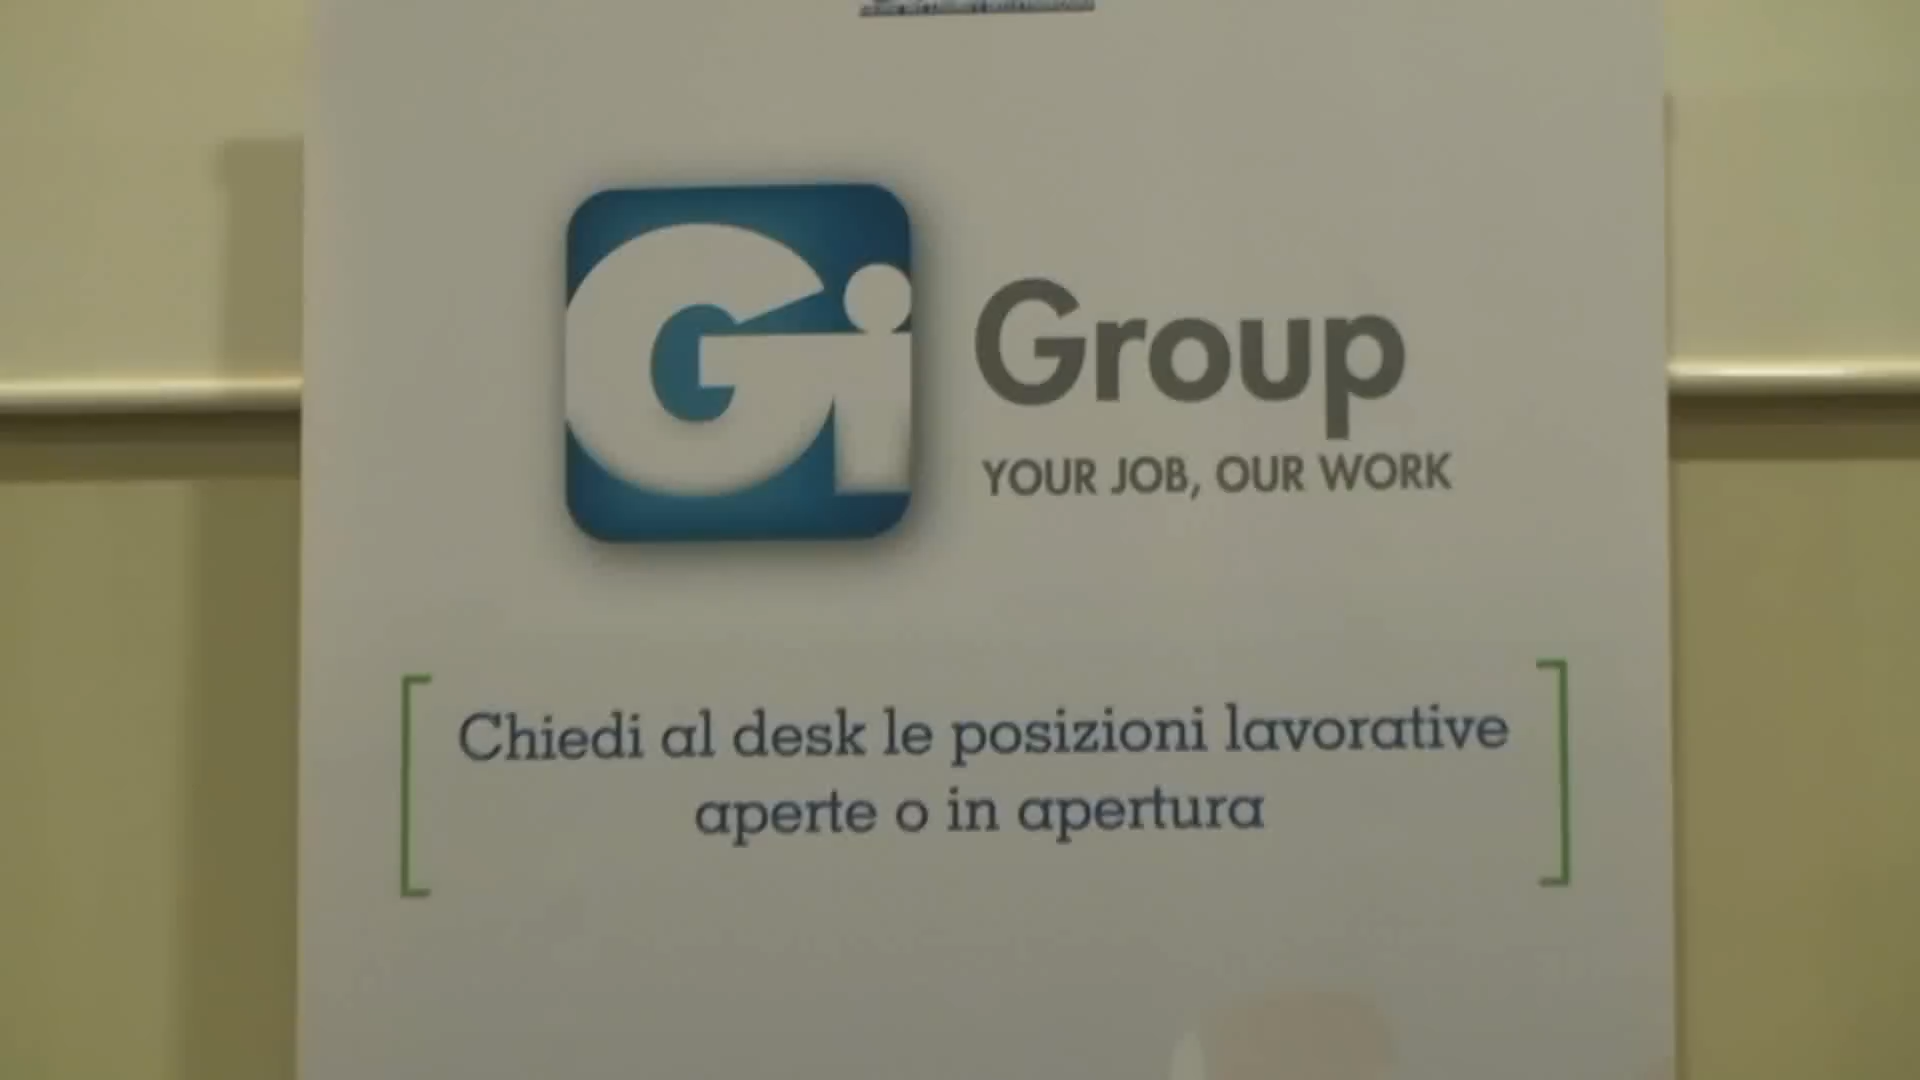 Gi Group
YOUR JOB, OUR WORK
Chiedi al desk le posizioni lavorative
aperte o in apertura